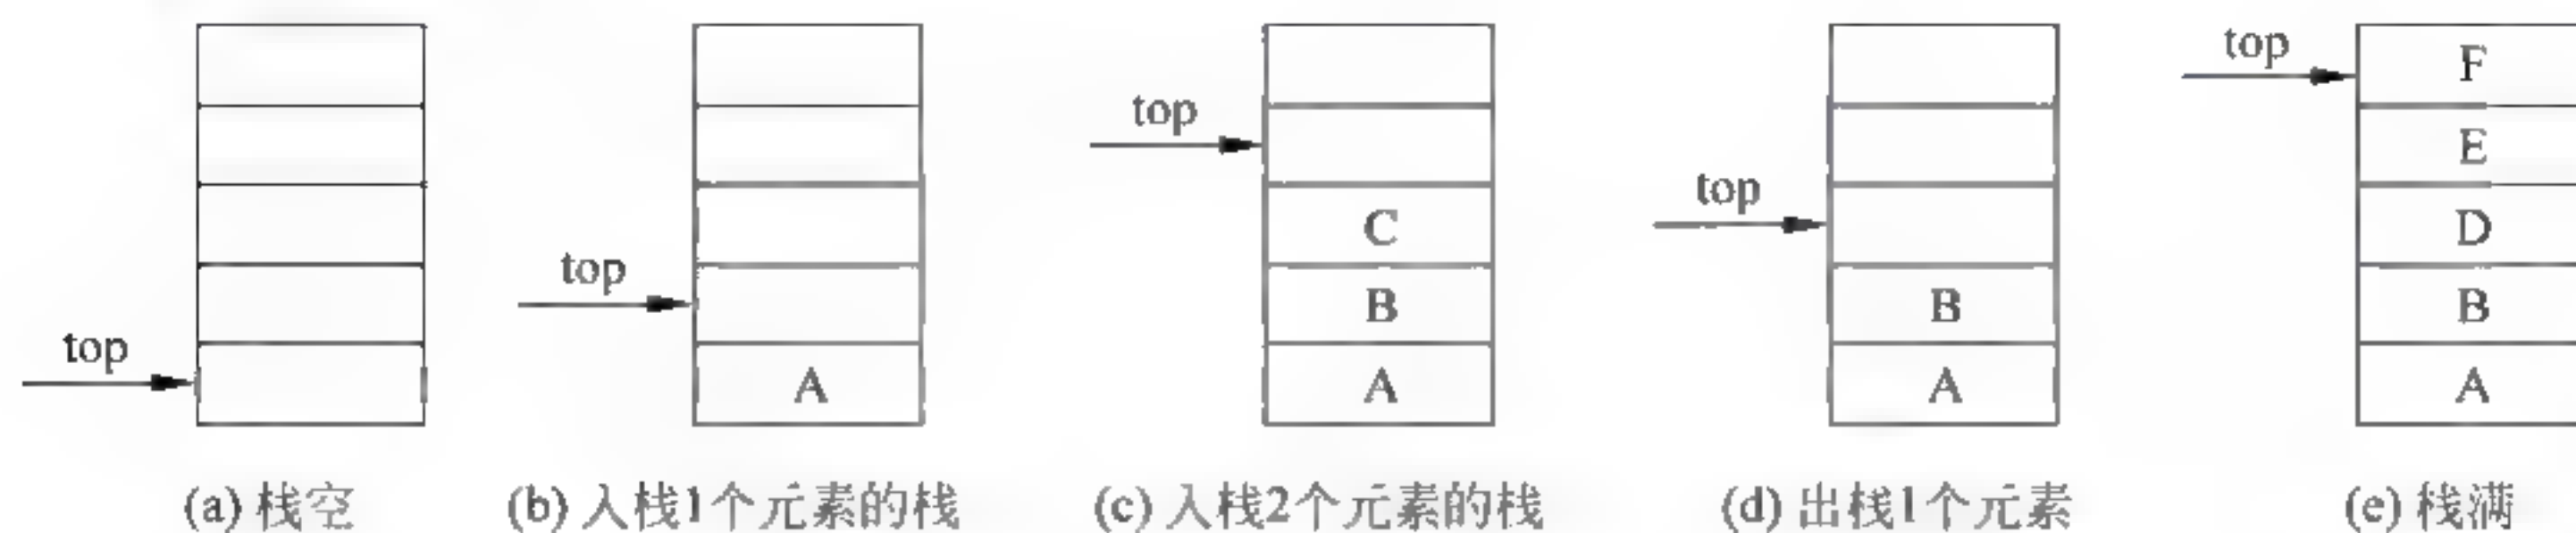 top
top
A
top
C
B
A
top
B
A
top
F
E
D
B
A
(a) 栈空
(b) 入栈1个元素的栈
(c) 入栈2个元素的栈
(d) 出栈1个元素
(e) 栈满